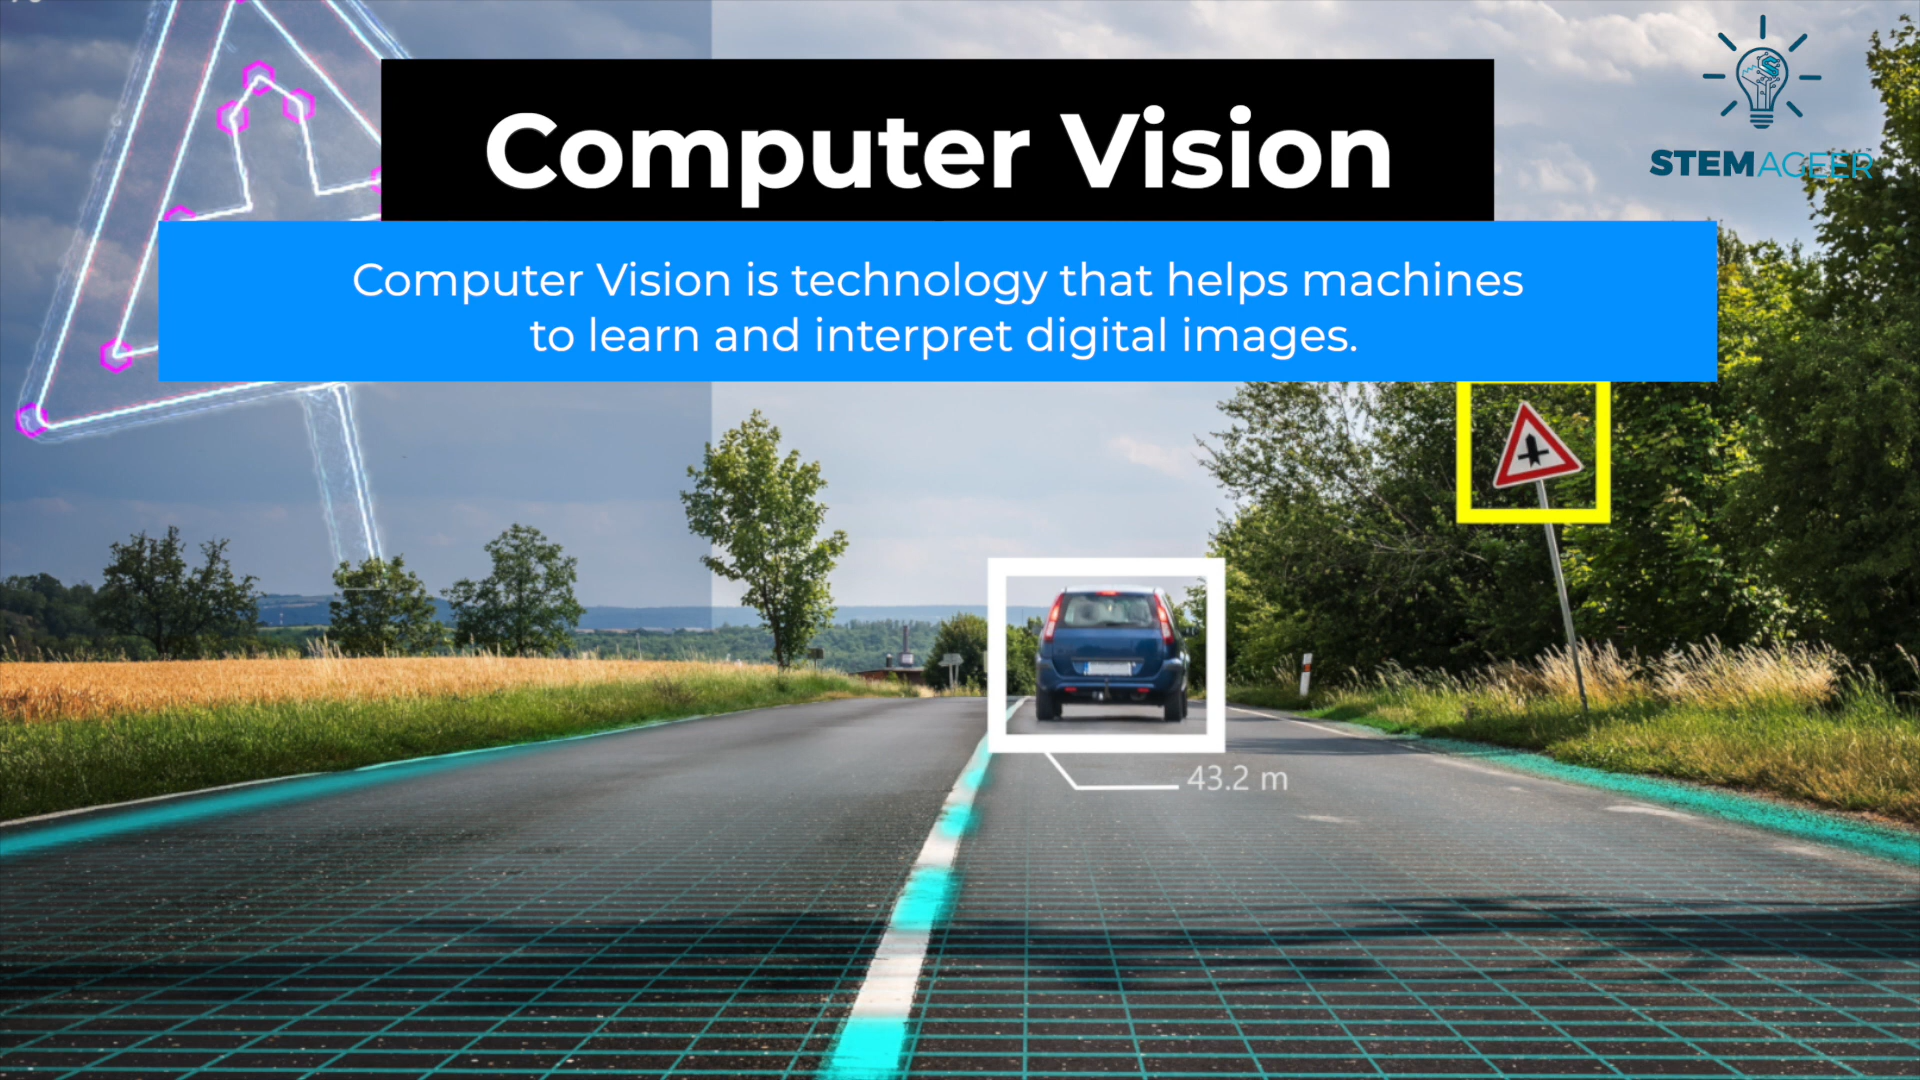 Computer Vision
STEMAGEER
Computer Vision is technology that helps machines
to learn and interpret digital images.
43.2 m